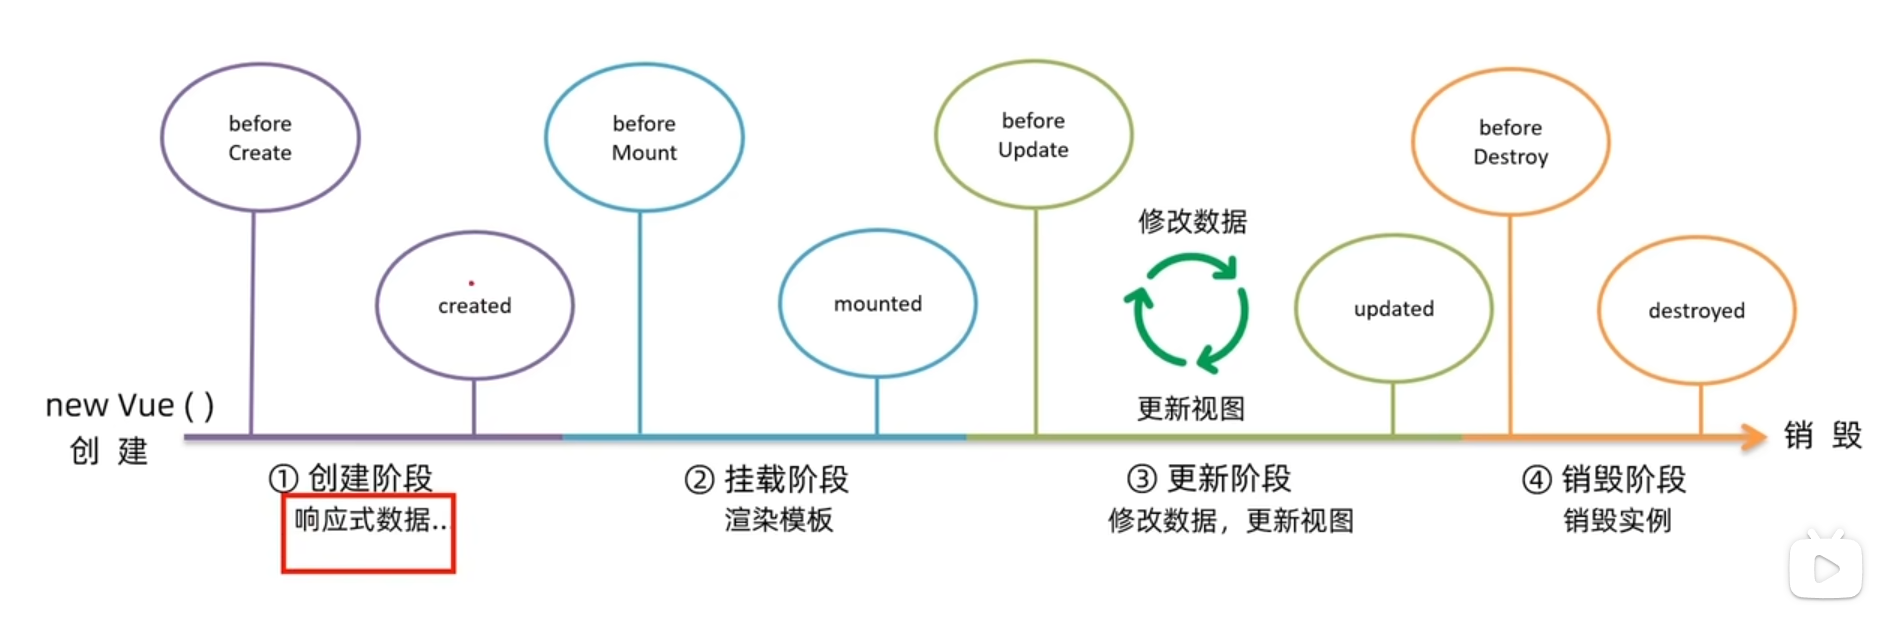 before
Create
before
Mount
before
Update
before
Destroy
修改数据
created
mounted
updated
destroyed
new Vue ( )
创 建
更新视图
销 毁
① 创建阶段
响应式数据...
② 挂载阶段
渲染模板
③ 更新阶段
修改数据，更新视图
④ 销毁阶段
销毁实例